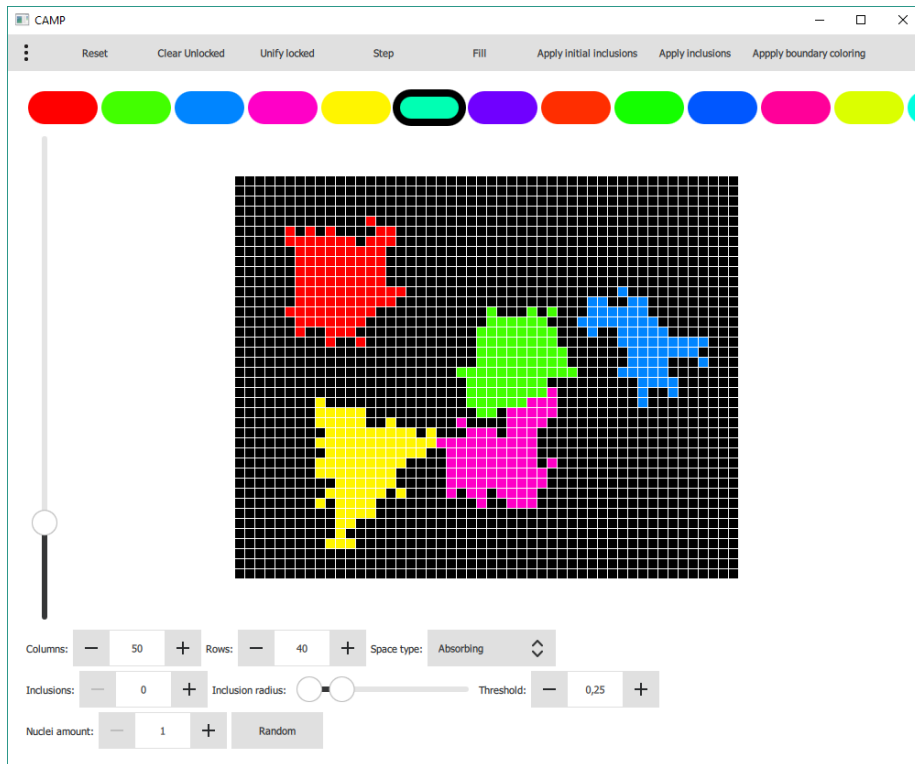 CAMP
Reset Clear Unlocked Unify locked Step Fill Apply initial inclusions Apply inclusions Appply boundary coloring
Columns: 50 Rows: 40 Space type: Absorbing
Inclusions: 0 Inclusion radius: Threshold: 0,25
Nuclei amount: 1 Random